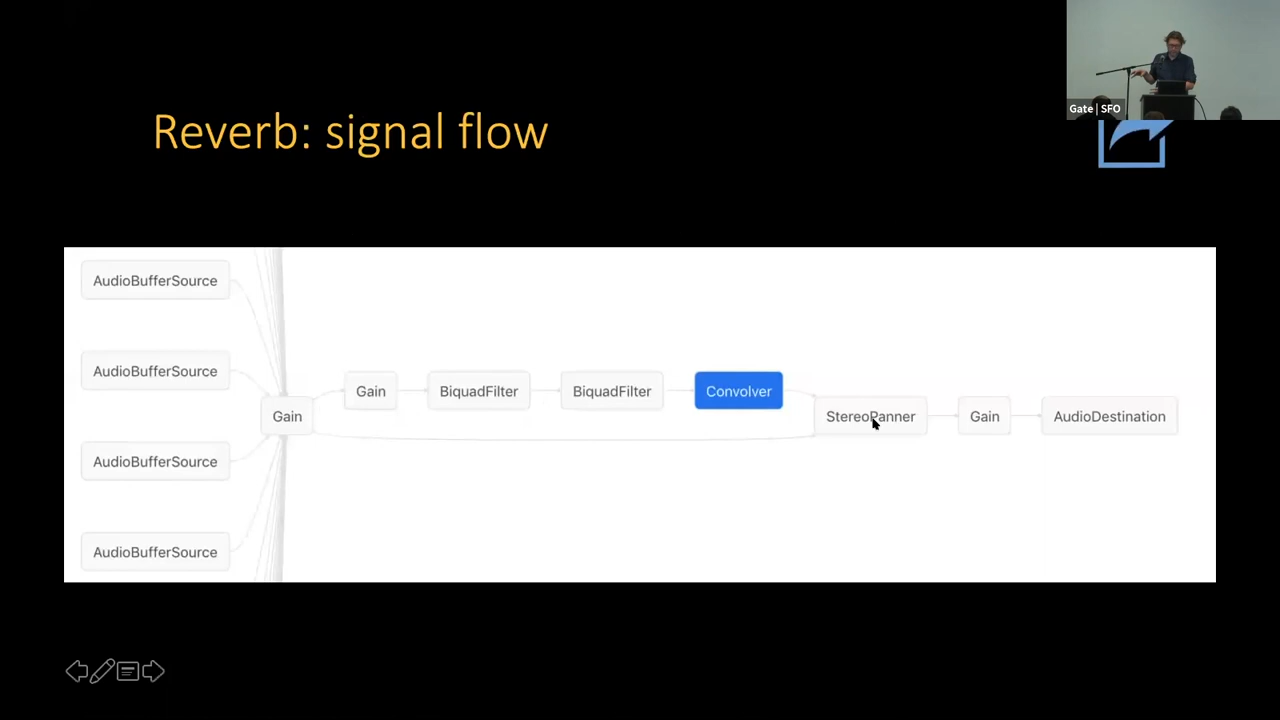 Gate | SFO
Reverb: signal flow
AudioBufferSource
AudioBufferSource
AudioBufferSource
AudioBufferSource
Gain
Gain
BiquadFilter
BiquadFilter
Convolver
StereoPanner
Gain
AudioDestination